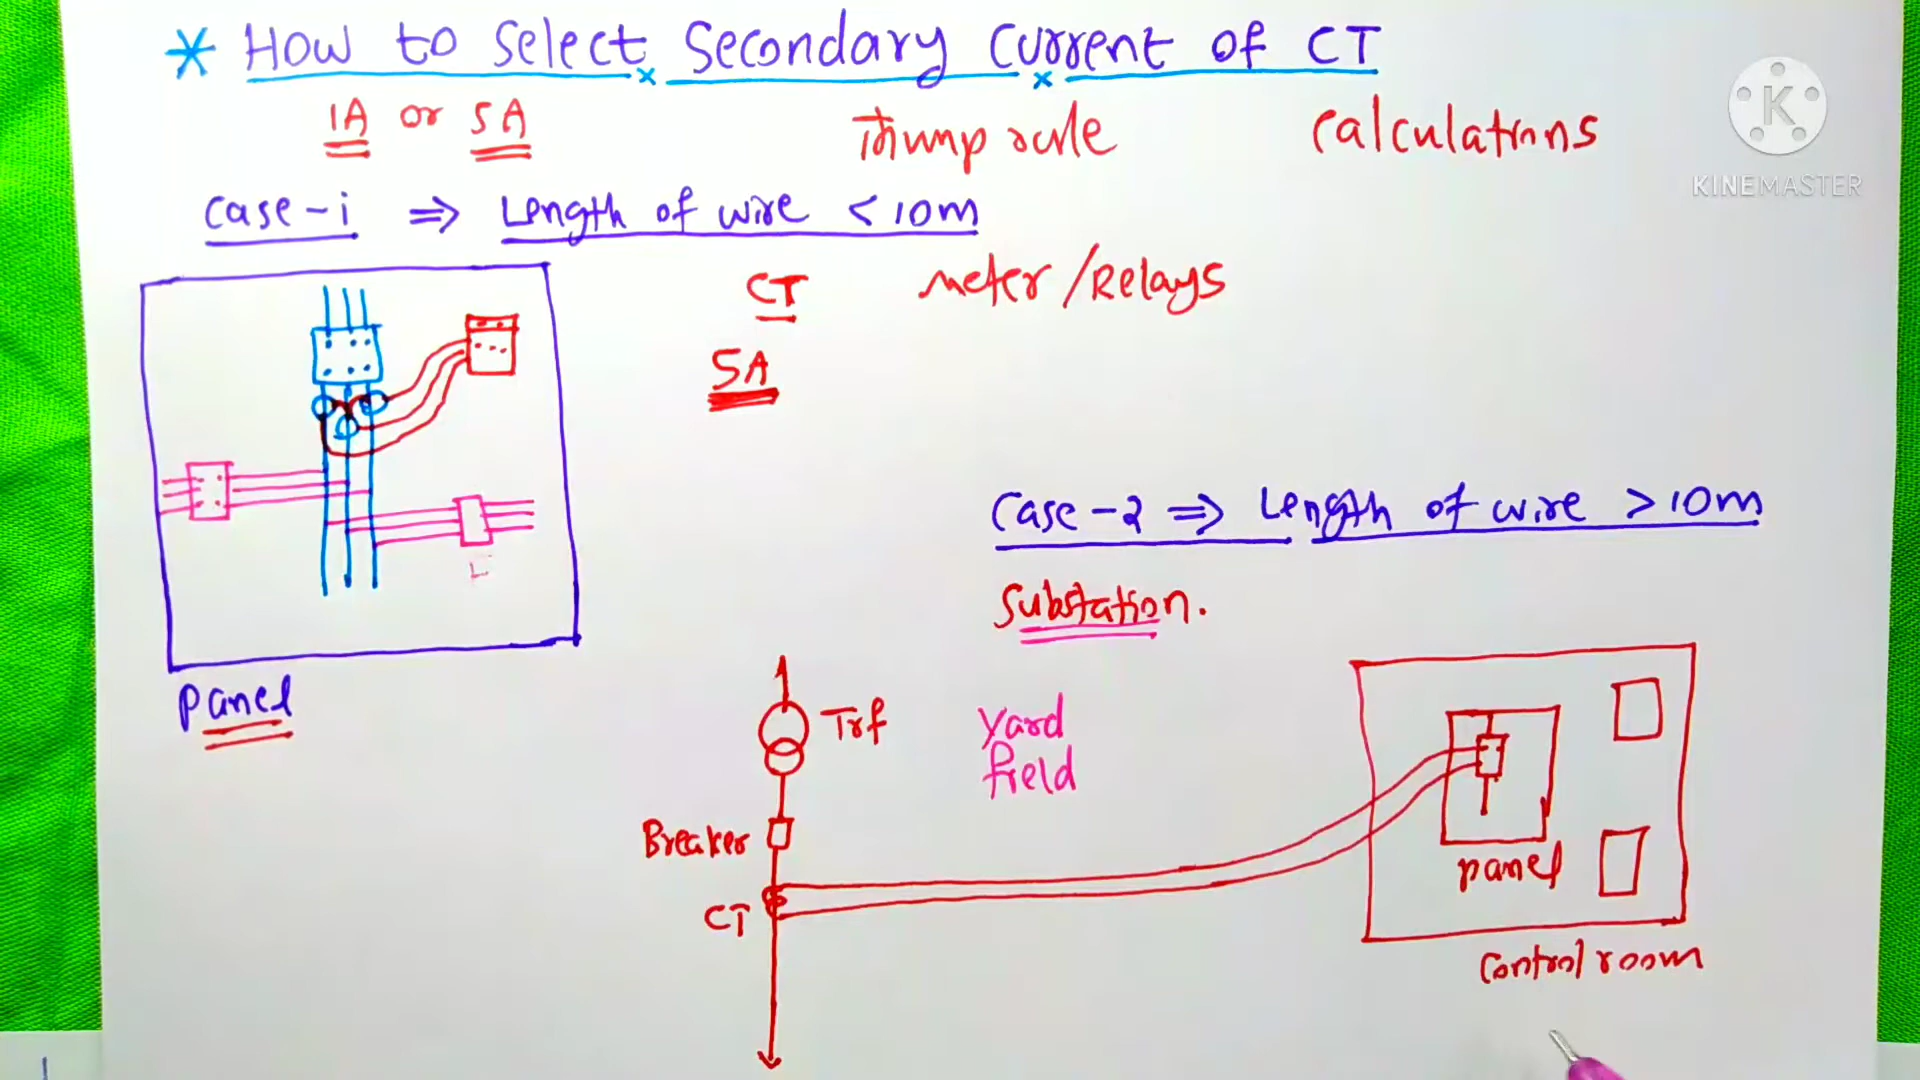 * How to Select Secondary Current of CT
1A or 5A
Thump rule
Calculations
K
KINEMASTER
Case-i ⇒ Length of wire < 10m
CT
meter/Relays
5A
Panel
Case-2 ⇒ Length of wire > 10m
Substation.
Trf
Yard
field
Breaker
CT
panel
Control room